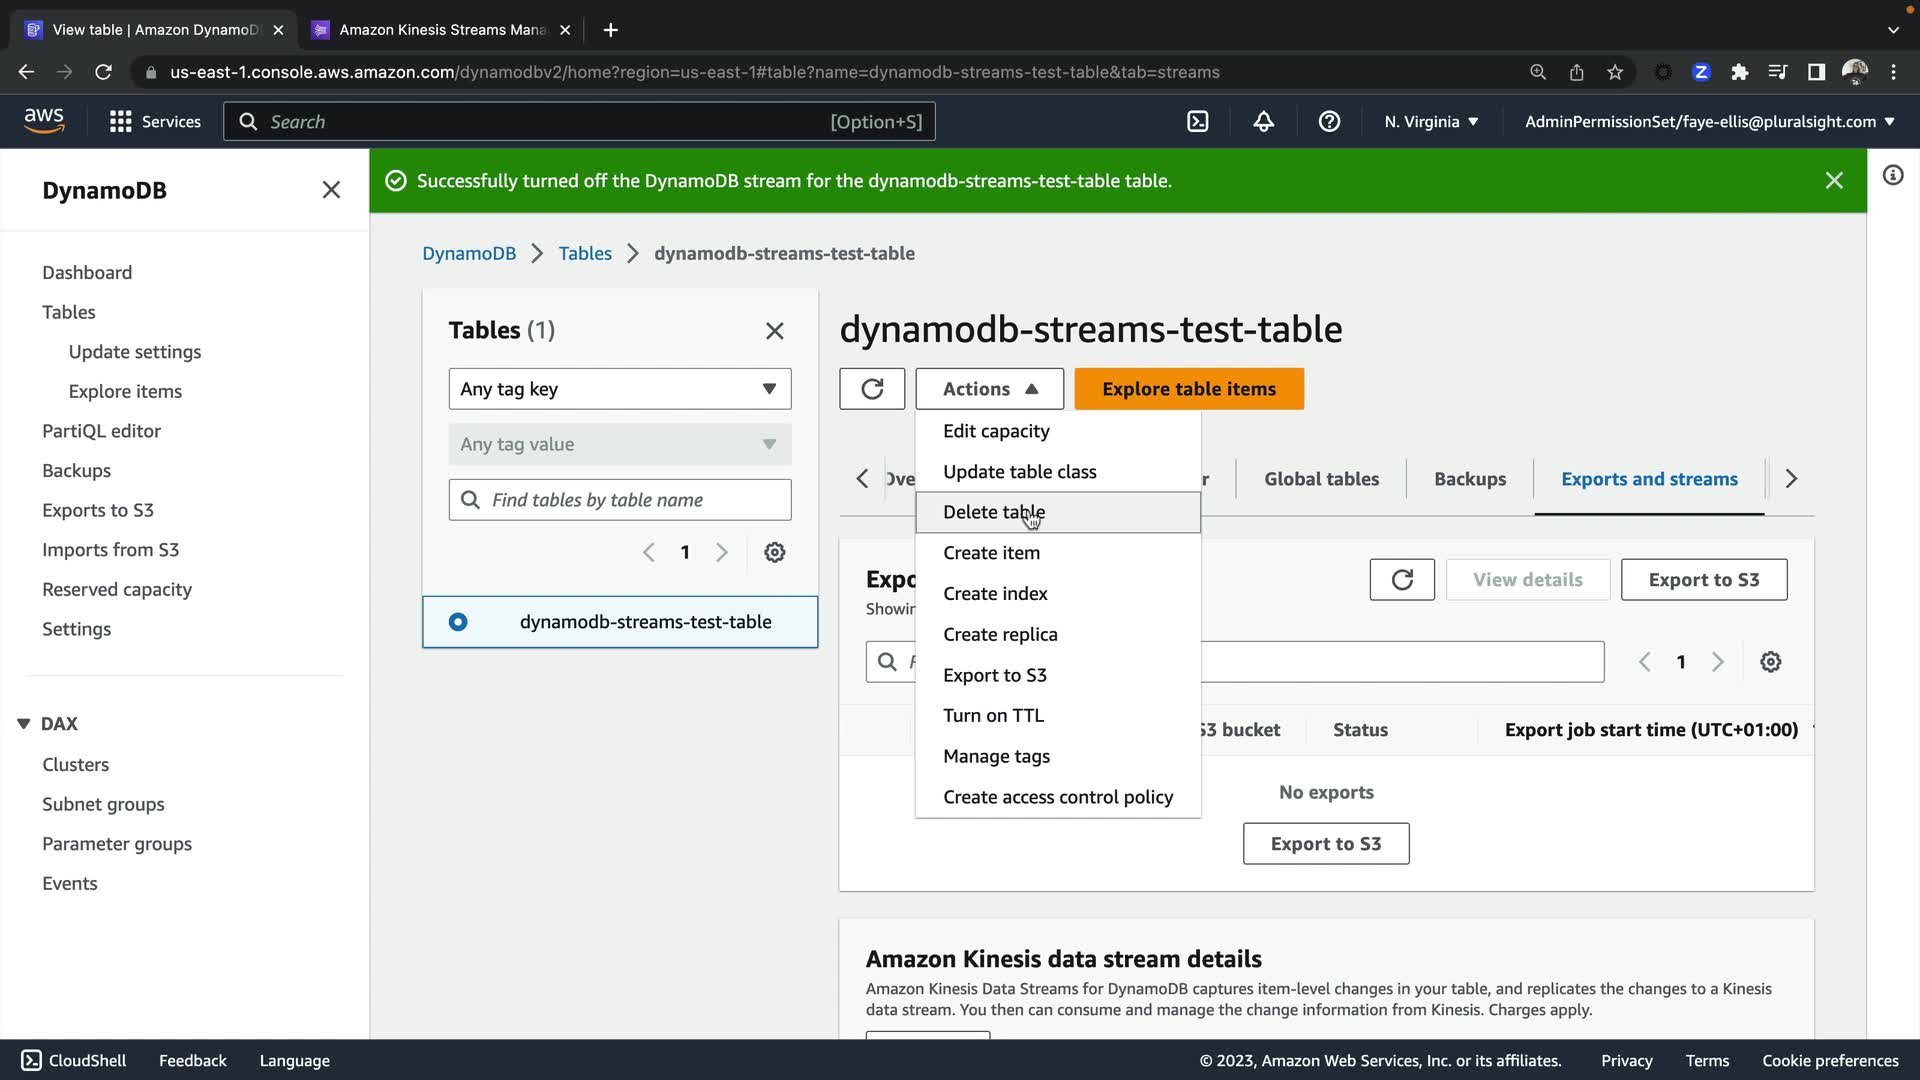 View table | Amazon DynamoD
Amazon Kinesis Streams Mana
us-east-1.console.aws.amazon.com/dynamodbv2/home?region=us-east-1#table?name=dynamodb-streams-test-table&tab=streams
aws
Services
Search
[Option+S]
N. Virginia
AdminPermissionSet/faye-ellis@pluralsight.com
DynamoDB
Successfully turned off the DynamoDB stream for the dynamodb-streams-test-table table.
DynamoDB
Tables
dynamodb-streams-test-table
Dashboard
Tables
Update settings
Explore items
PartiQL editor
Backups
Exports to S3
Imports from S3
Reserved capacity
Settings
DAX
Clusters
Subnet groups
Parameter groups
Events
Tables (1)
Any tag key
Any tag value
Find tables by table name
1
dynamodb-streams-test-table
dynamodb-streams-test-table
Actions
Explore table items
Edit capacity
Update table class
Delete table
Create item
Create index
Create replica
Export to S3
Turn on TTL
Manage tags
Create access control policy
Global tables
Backups
Exports and streams
View details
Export to S3
1
S3 bucket
Status
Export job start time (UTC+01:00)
No exports
Export to S3
Amazon Kinesis data stream details
Amazon Kinesis Data Streams for DynamoDB captures item-level changes in your table, and replicates the changes to a Kinesis
data stream. You then can consume and manage the change information from Kinesis. Charges apply.
CloudShell
Feedback
Language
© 2023, Amazon Web Services, Inc. or its affiliates.
Privacy
Terms
Cookie preferences